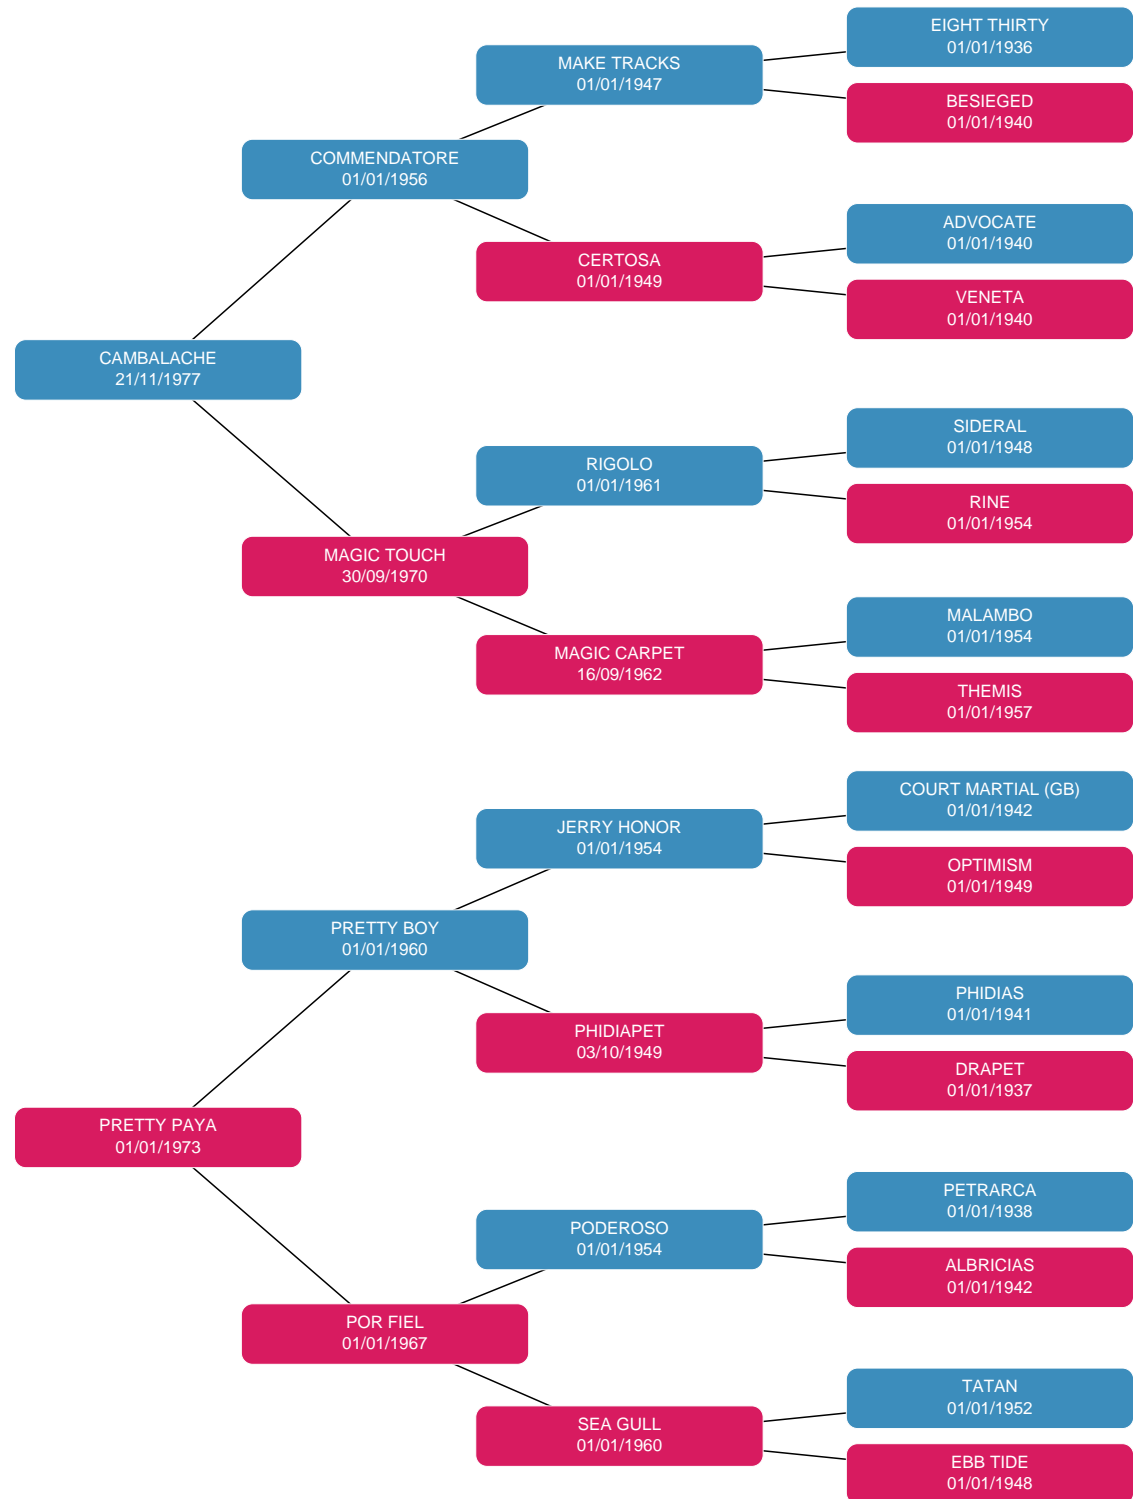 EIGHT THIRTY
01/01/1936
MAKE TRACKS
01/01/1947
BESIEGED
01/01/1940
COMMENDATORE
01/01/1956
ADVOCATE
01/01/1940
CERTOSA
01/01/1949
VENETA
01/01/1940
CAMBALACHE
21/11/1977
SIDERAL
01/01/1948
RIGOLO
01/01/1961
RINE
01/01/1954
MAGIC TOUCH
30/09/1970
MALAMBO
01/01/1954
MAGIC CARPET
16/09/1962
THEMIS
01/01/1957
COURT MARTIAL (GB)
01/01/1942
JERRY HONOR
01/01/1954
OPTIMISM
01/01/1949
PRETTY BOY
01/01/1960
PHIDIAS
01/01/1941
PHIDIAPET
03/10/1949
DRAPET
01/01/1937
PRETTY PAYA
01/01/1973
PETRARCA
01/01/1938
PODEROSO
01/01/1954
ALBRICIAS
01/01/1942
POR FIEL
01/01/1967
TATAN
01/01/1952
SEA GULL
01/01/1960
EBB TIDE
01/01/1948